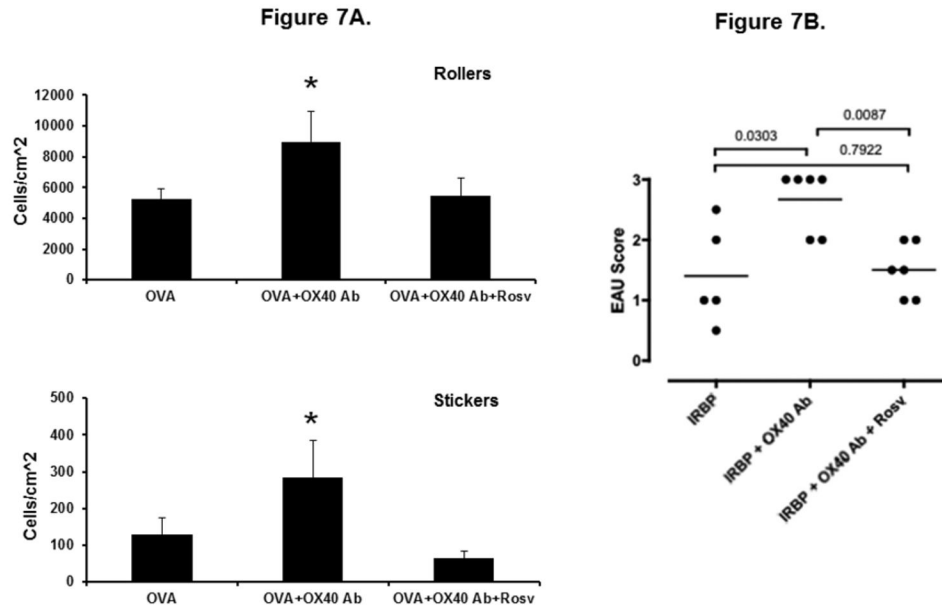 Figure 7A.
Rollers
*
12000
10000
8000
6000
4000
2000
0
Cells/cm^2
OVA
OVA+OX40 Ab
OVA+OX40 Ab+Rosv
Stickers
*
500
400
300
200
100
0
Cells/cm^2
OVA
OVA+OX40 Ab
OVA+OX40 Ab+Rosv
Figure 7B.
0.0087
0.0303
0.7922
3
2
1
0
EAU Score
IRBP
IRBP + OX40 Ab
IRBP + OX40 Ab + Rosv